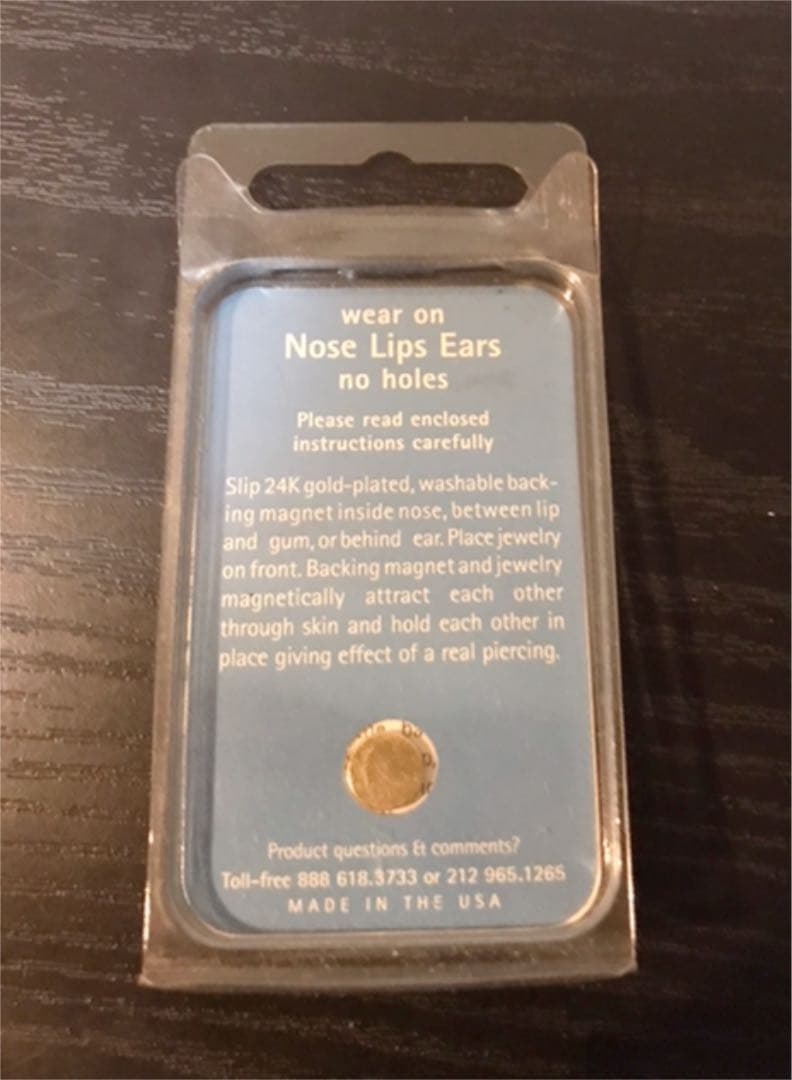 wear on
Nose Lips Ears
no holes
Please read enclosed
instructions carefully
Slip 24K gold-plated, washable back-
ing magnet inside nose, between lip
and gum, or behind ear. Place jewelry
on front. Backing magnet and jewelry
magnetically attract each other
through skin and hold each other in
place giving effect of a real piercing.
Product questions & comments?
Toll-free 888 618.3733 or 212 965.1265
MADE IN THE USA